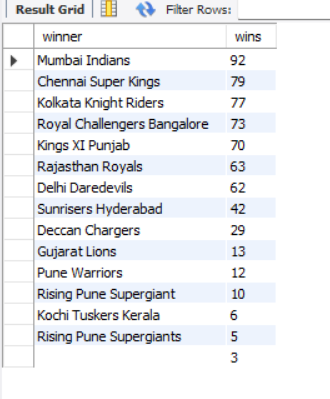 Result Grid Filter Rows:
winner wins
Mumbai Indians 92
Chennai Super Kings 79
Kolkata Knight Riders 77
Royal Challengers Bangalore 73
Kings XI Punjab 70
Rajasthan Royals 63
Delhi Daredevils 62
Sunrisers Hyderabad 42
Deccan Chargers 29
Gujarat Lions 13
Pune Warriors 12
Rising Pune Supergiant 10
Kochi Tuskers Kerala 6
Rising Pune Supergiants 5
3